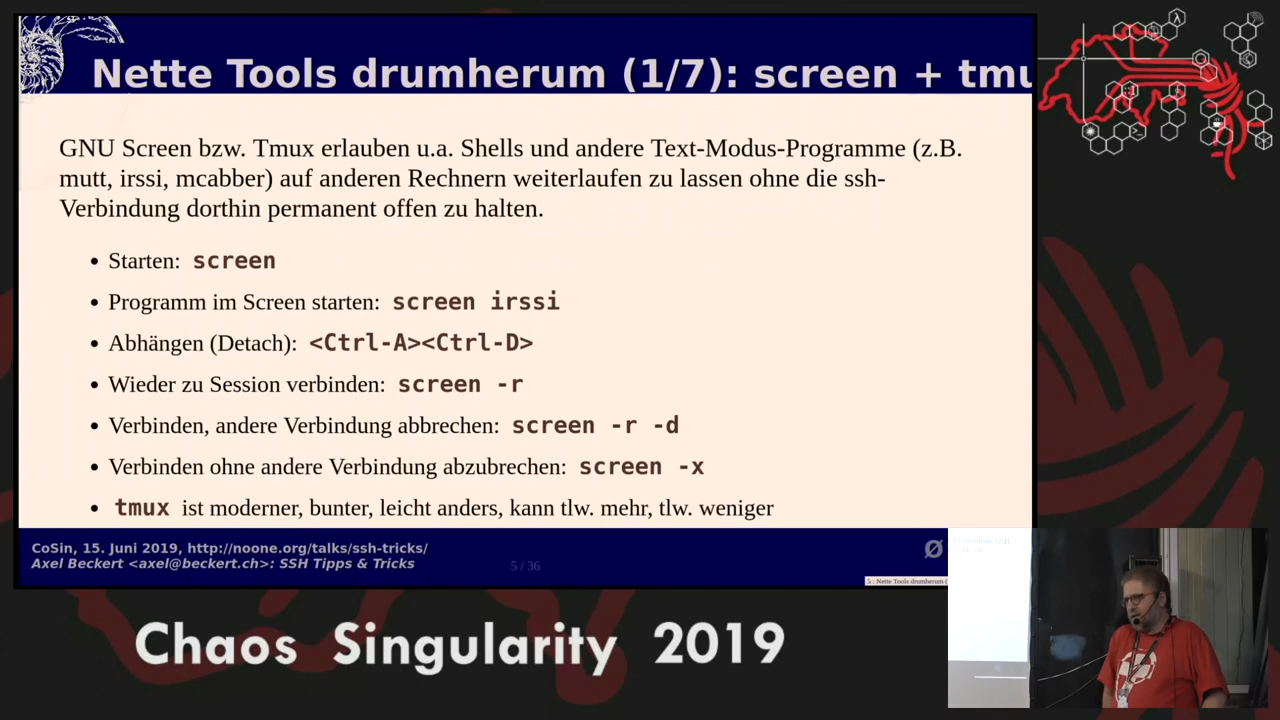 Nette Tools drumherum (1/7): screen + tmu
GNU Screen bzw. Tmux erlauben u.a. Shells und andere Text-Modus-Programme (z.B.
mutt, irssi, mcabber) auf anderen Rechnern weiterlaufen zu lassen ohne die ssh-
Verbindung dorthin permanent offen zu halten.
• Starten: screen
• Programm im Screen starten: screen irssi
• Abhängen (Detach): <Ctrl-A><Ctrl-D>
• Wieder zu Session verbinden: screen -r
• Verbinden, andere Verbindung abbrechen: screen -r -d
• Verbinden ohne andere Verbindung abzubrechen: screen -x
• tmux ist moderner, bunter, leicht anders, kann tlw. mehr, tlw. weniger
CoSin, 15. Juni 2019, http://noone.org/talks/ssh-tricks/
Axel Beckert <axel@beckert.ch>: SSH Tipps & Tricks
5 / 36
5 : Nette Tools drumherum (
Chaos Singularity 2019